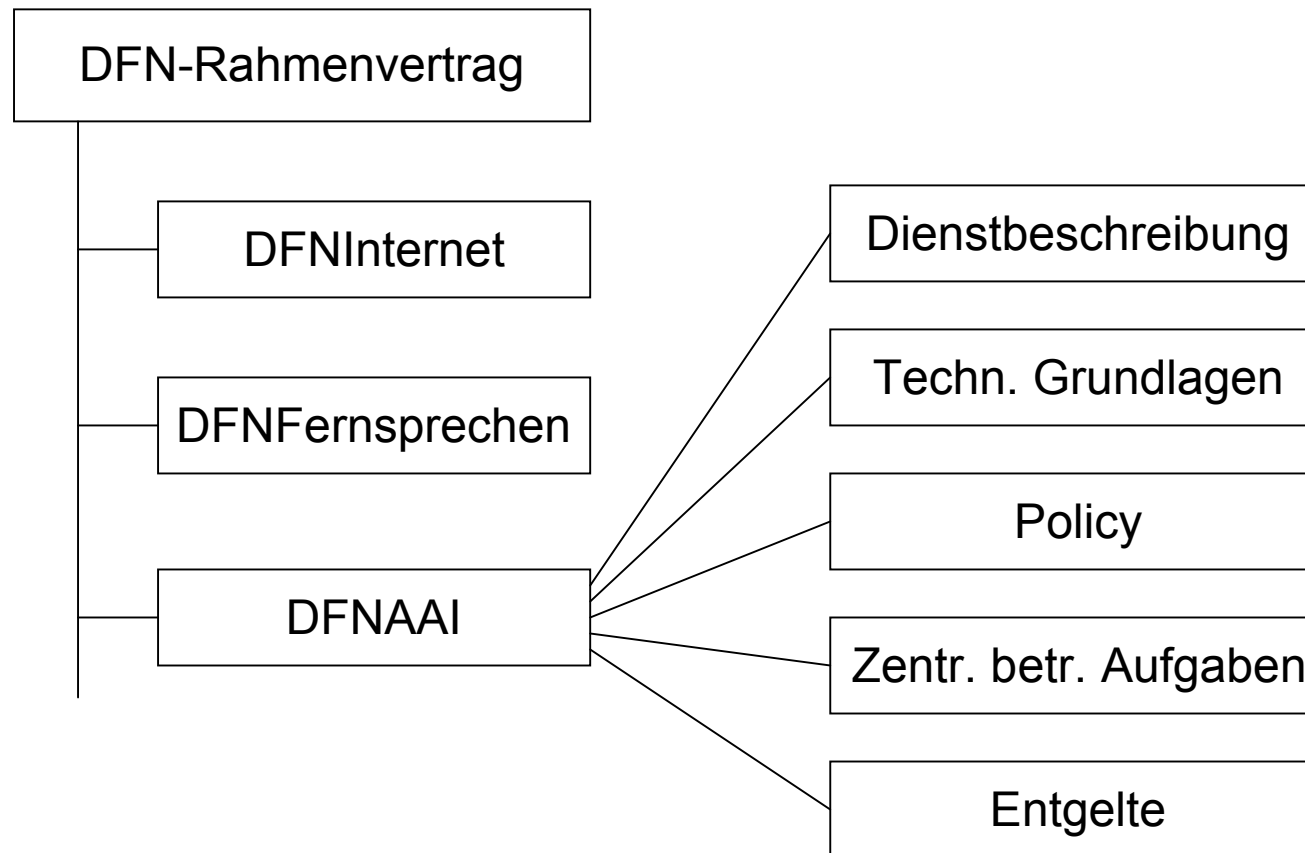 DFN-Rahmenvertrag
DFNInternet
DFNFernsprechen
DFNAAI
Dienstbeschreibung
Techn. Grundlagen
Policy
Zentr. betr. Aufgaben
Entgelte